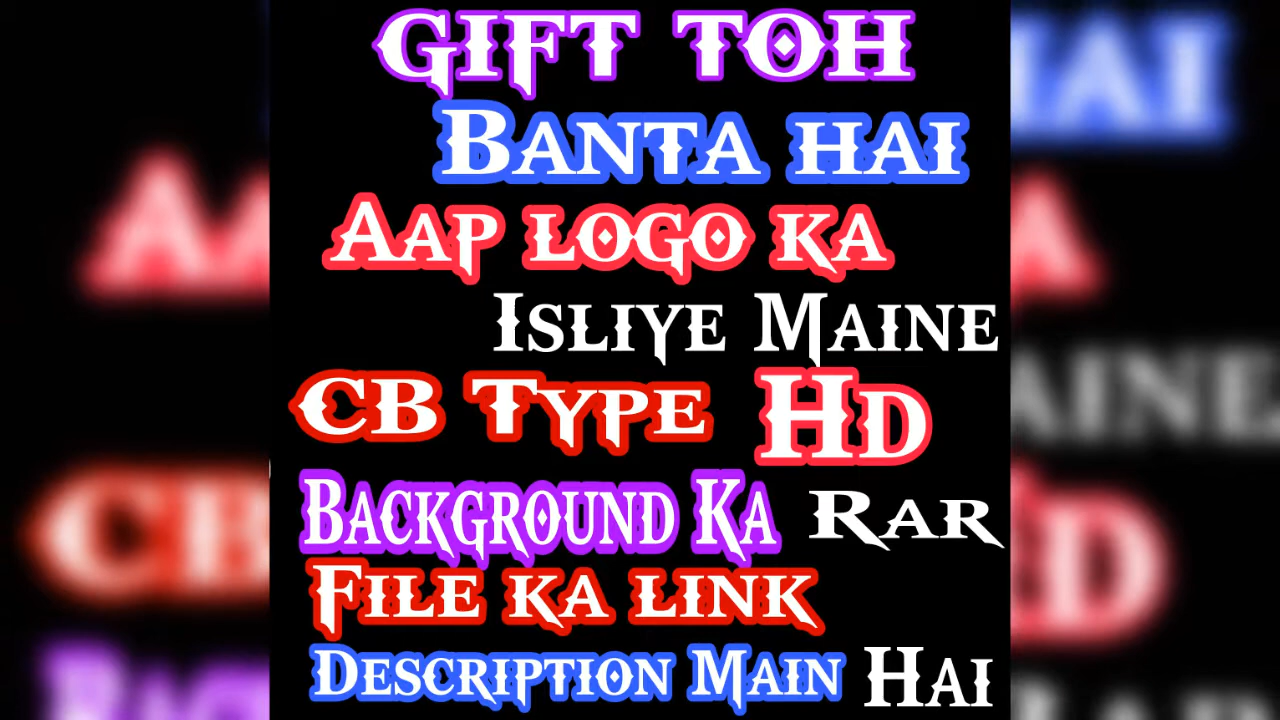 GIFT TOH
BANTA HAI
AAP LOGO KA
ISLIYE MAINE
CB TYPE HD
BACKGROUND KA RAR
FILE KA LINK
DESCRIPTION MAIN HAI